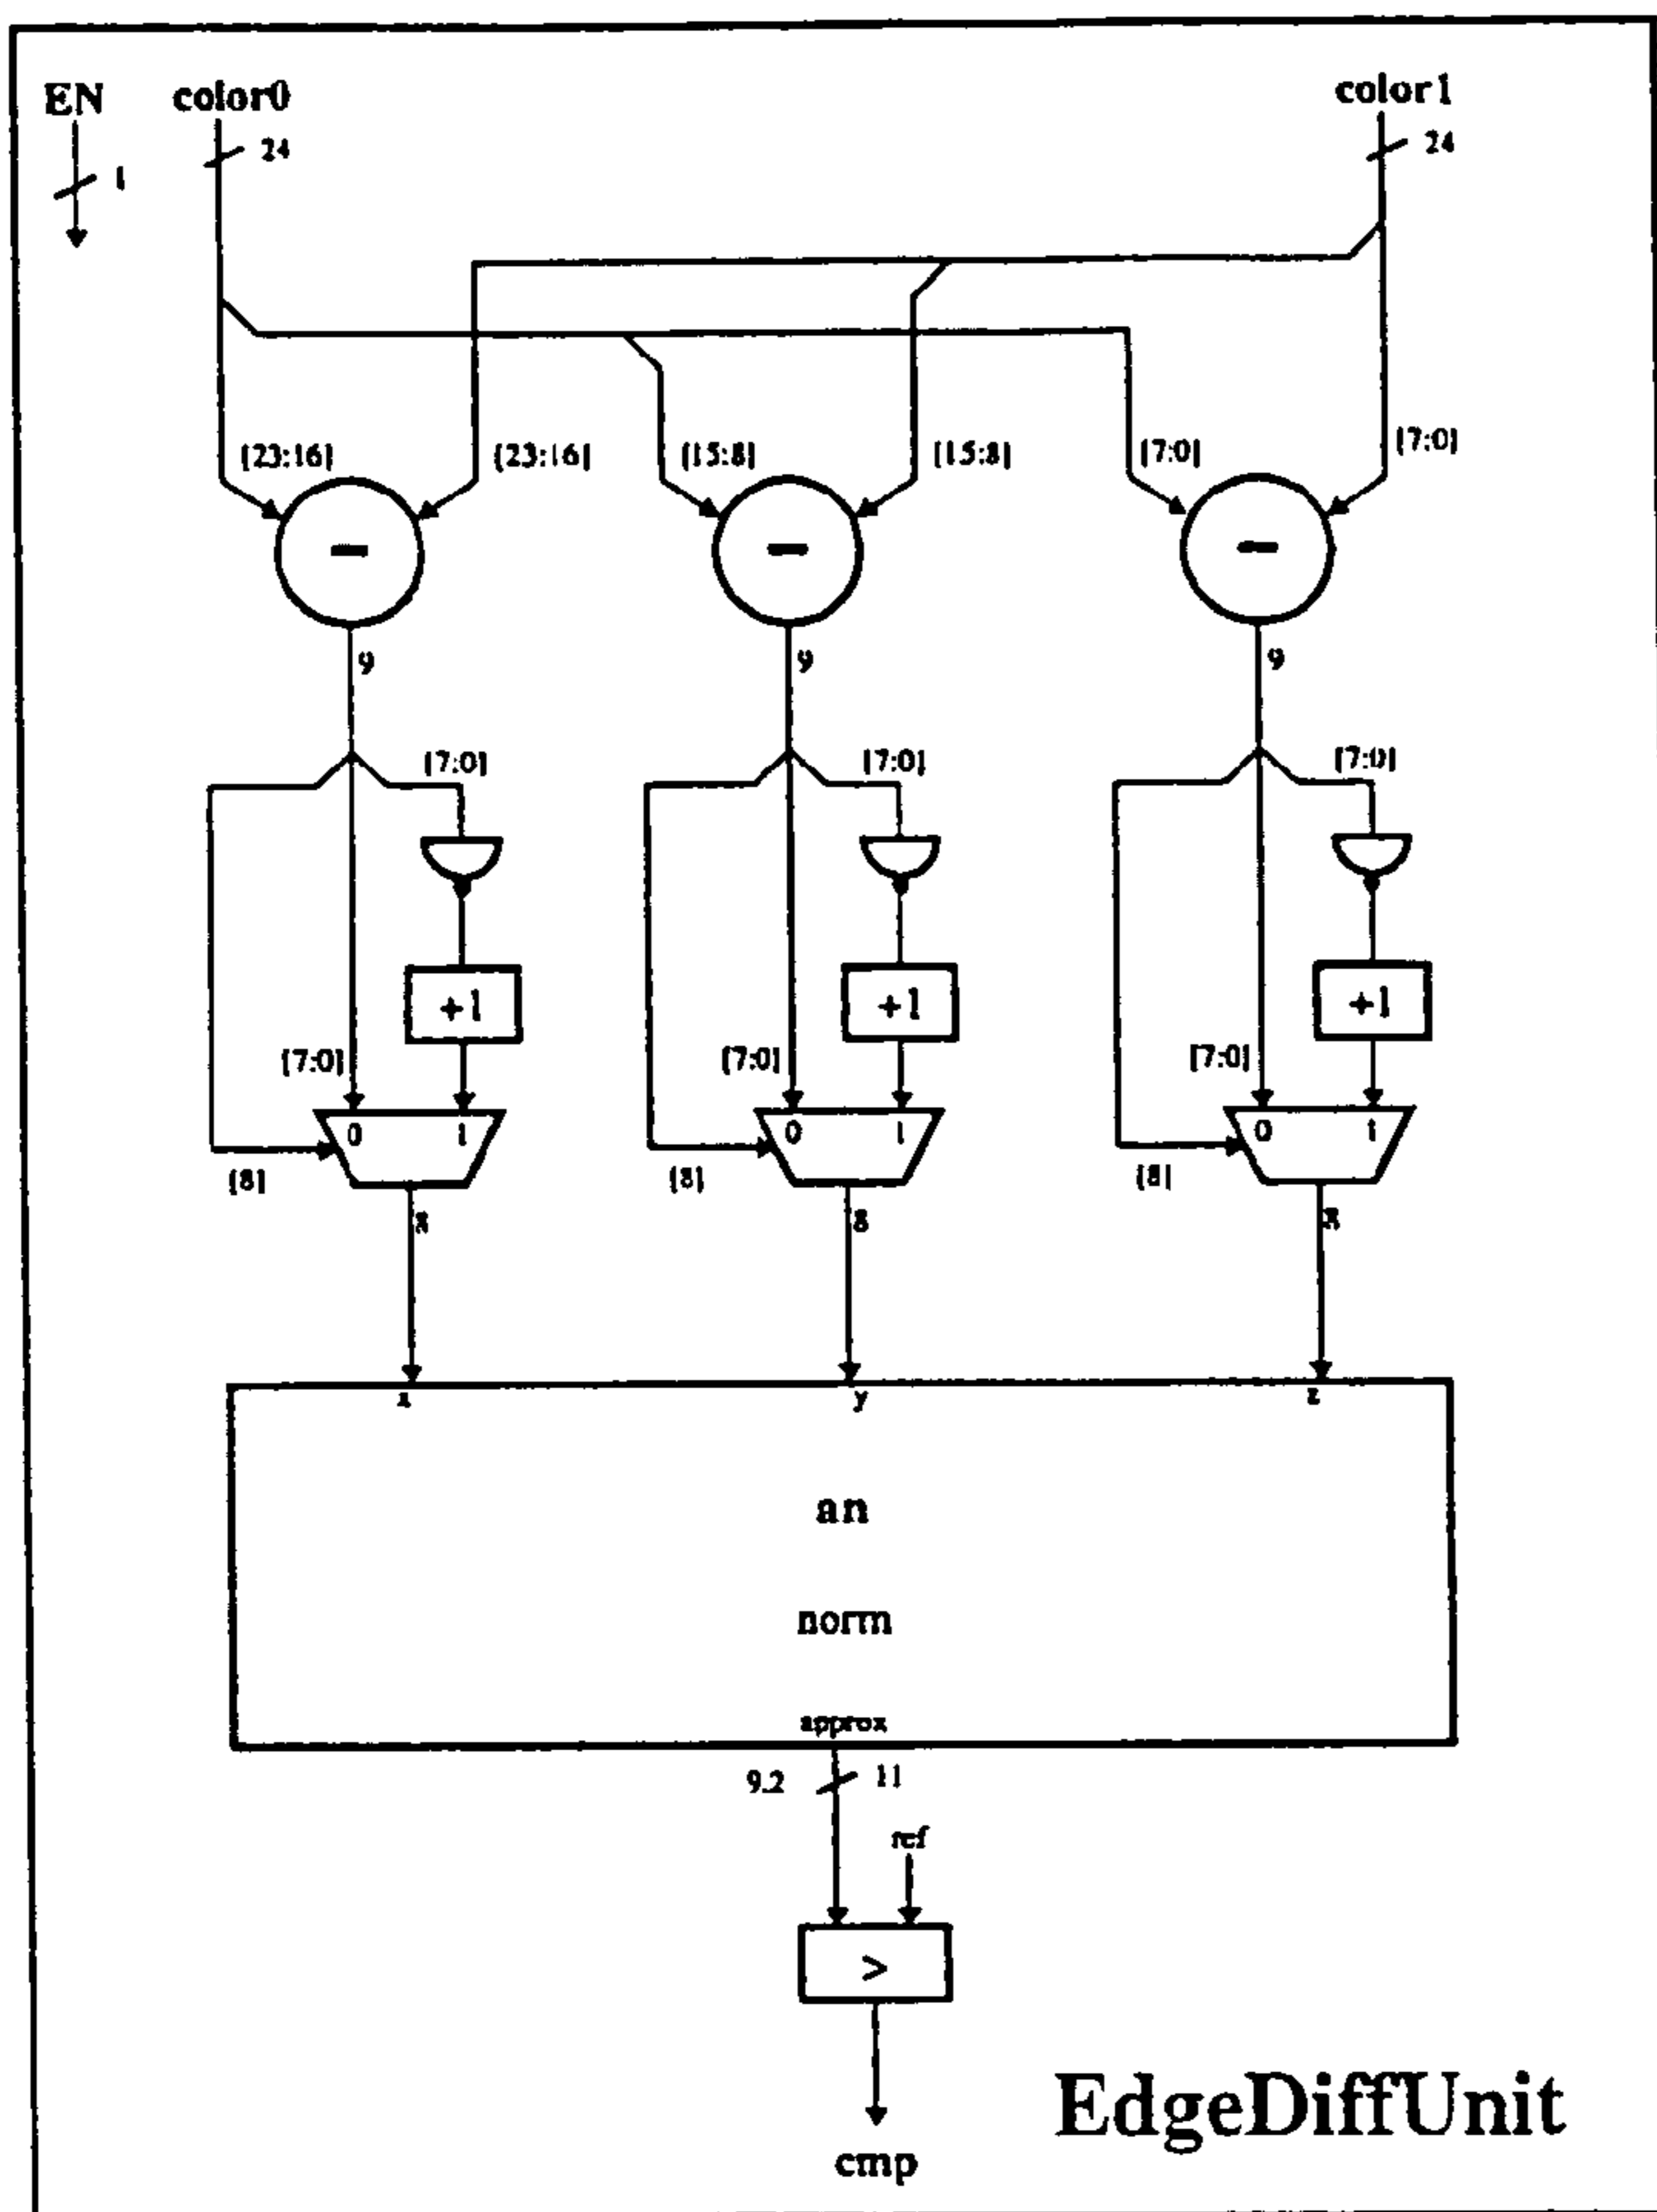 EN color0 color1
1 24 24
[23:16] [23:16] [15:8] [15:8] [7:0] [7:0]
− − −
9 9 9
[7:0] [7:0] [7:0]
+1 +1 +1
[7:0] [7:0] [7:0]
0 1 0 1 0 1
[8] [8] [8]
8 8 8
x y z
an
norm
approx
9.2 11
ref
>
EdgeDiffUnit
cmp